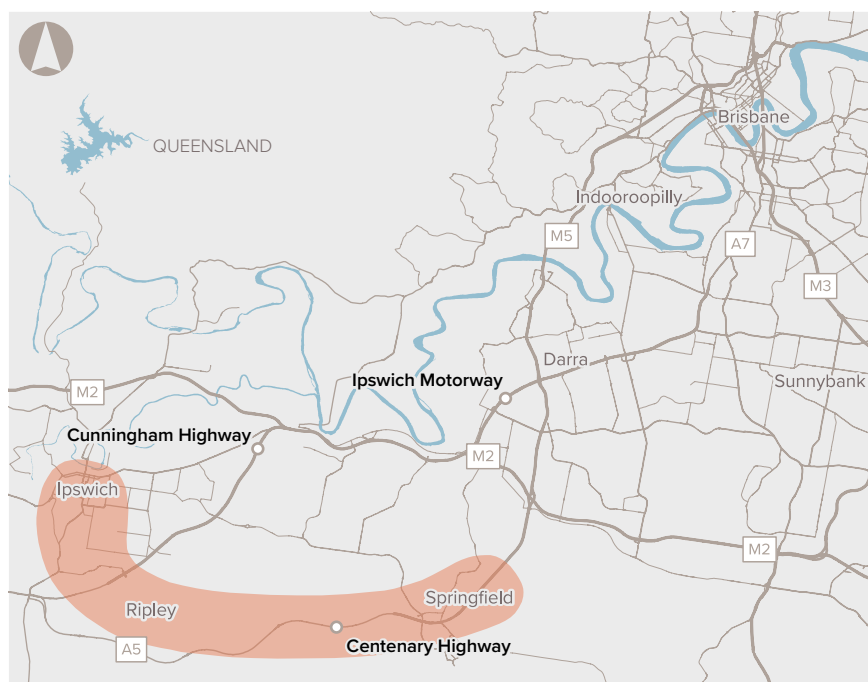 Brisbane
QUEENSLAND
Indooroopilly
M5
A7
M3
Darra
Ipswich Motorway
Sunnybank
M2
Cunningham Highway
M2
Ipswich
M2
Springfield
Ripley
Centenary Highway
A5